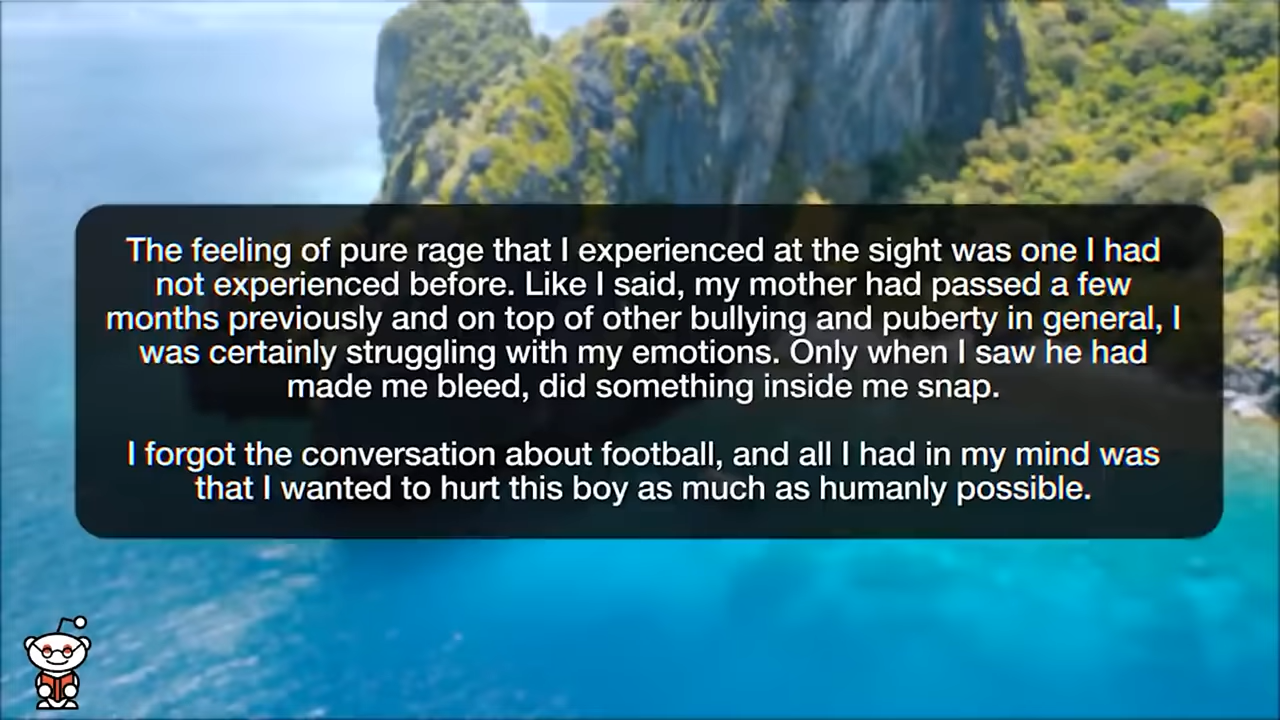 The feeling of pure rage that I experienced at the sight was one I had
not experienced before. Like I said, my mother had passed a few
months previously and on top of other bullying and puberty in general, I
was certainly struggling with my emotions. Only when I saw he had
made me bleed, did something inside me snap.
I forgot the conversation about football, and all I had in my mind was
that I wanted to hurt this boy as much as humanly possible.